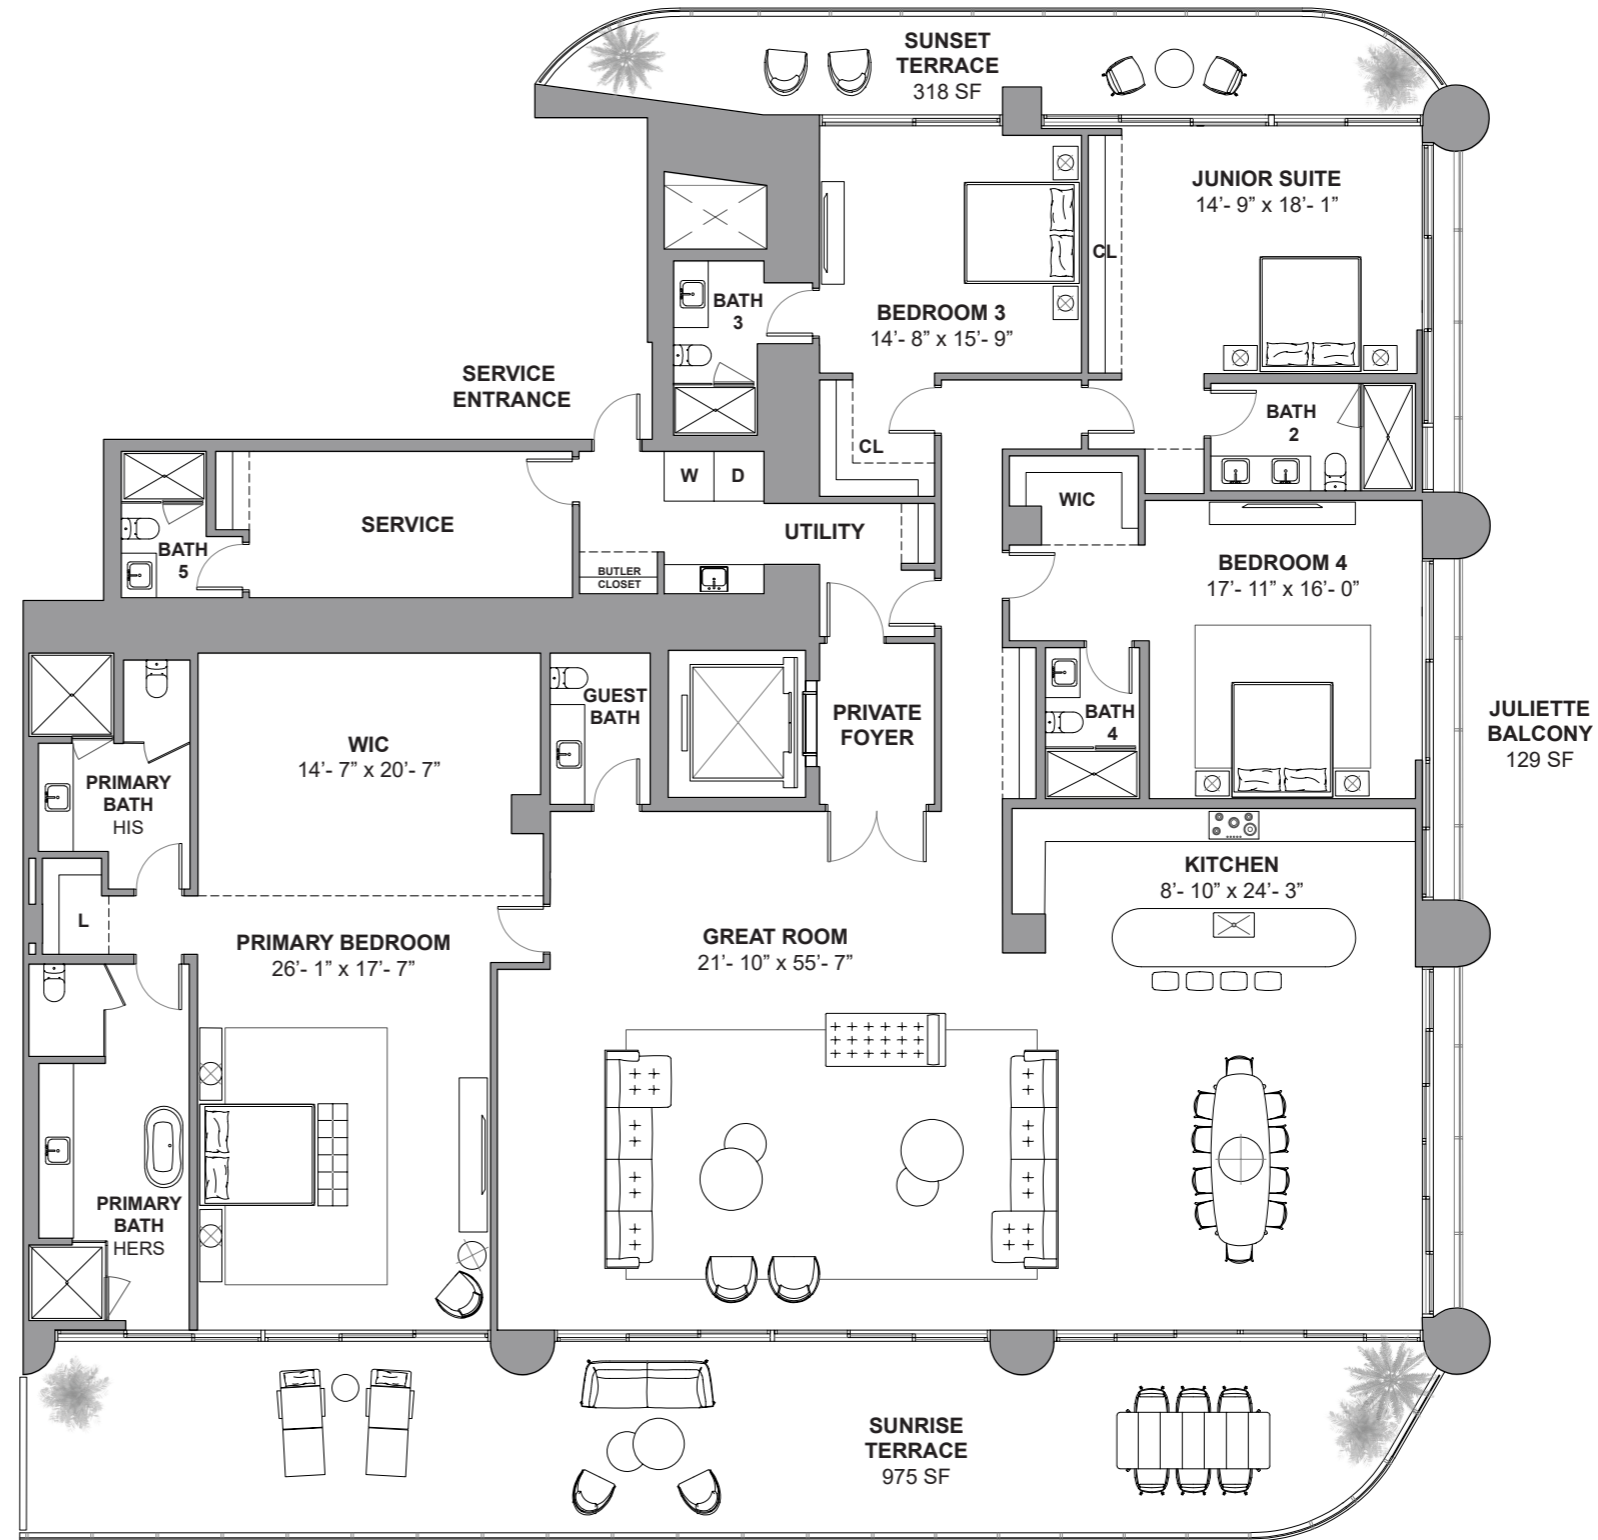 SUNSET
TERRACE
318 SF
JUNIOR SUITE
14’- 9” x 18’- 1”
CL
BATH
3
BEDROOM 3
14’- 8” x 15’- 9”
SERVICE
ENTRANCE
BATH
2
CL
W
D
WIC
SERVICE
UTILITY
BATH
5
BUTLER
CLOSET
BEDROOM 4
17’- 11” x 16’- 0”
GUEST
BATH
PRIVATE
FOYER
BATH
4
JULIETTE
BALCONY
129 SF
WIC
14’- 7” x 20’- 7”
PRIMARY
BATH
HIS
KITCHEN
8’- 10” x 24’- 3”
L
PRIMARY BEDROOM
26’- 1” x 17’- 7”
GREAT ROOM
21’- 10” x 55’- 7”
PRIMARY
BATH
HERS
SUNRISE
TERRACE
975 SF